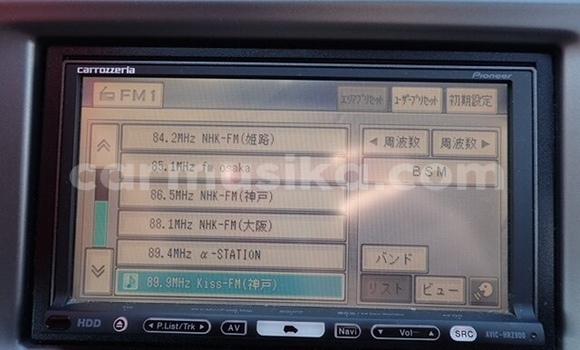 carrozzeria
Pioneer
FM1
エリアプリセット ユーザープリセット 初期設定
84.2MHz NHK-FM(姫路)
85.1MHz fm osaka
86.5MHz NHK-FM(神戸)
88.1MHz NHK-FM(大阪)
89.4MHz α-STATION
89.9MHz Kiss-FM(神戸)
◀ 周波数 周波数 ▶
BSM
バンド
リスト ビュー
carmusika.com
HDD ◀ P.List/Trk ▶ AV Navi ▼ Vol ▲ SRC AVIC-HRZ900